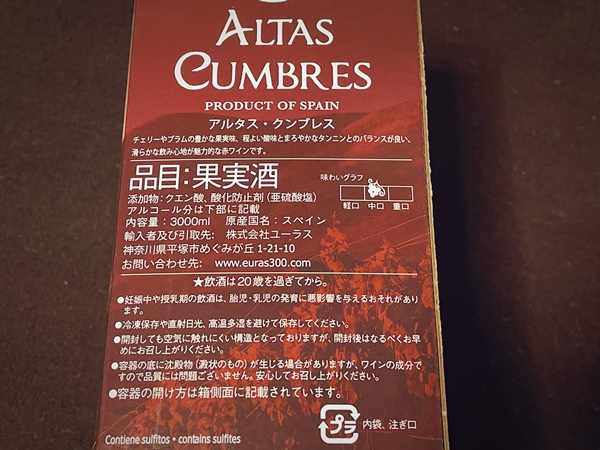 ALTAS
CUMBRES
PRODUCT OF SPAIN
アルタス・クンブレス
チェリーやプラムの豊かな果実味、程よい酸味とまろやかなタンニンとのバランスが良い、
滑らかな飲み心地が魅力的な赤ワインです。
品目:果実酒
味わいグラフ
軽口 中口 重口
添加物:クエン酸、酸化防止剤(亜硫酸塩)
アルコール分は下部に記載
内容量:3000ml 原産国名:スペイン
輸入者及び引取先: 株式会社ユーラス
神奈川県平塚市めぐみが丘 1-21-10
お問い合わせ先: www.euras300.com
★飲酒は20歳を過ぎてから。
●妊娠中や授乳期の飲酒は、胎児・乳児の発育に悪影響を与えるおそれがあり
ます。
●冷凍保存や直射日光、高温多湿を避けて保存してください。
●開封しても空気に触れにくい構造となっておりますが、開封後はなるべくお早
めにお召し上がりください。
●容器の底に沈殿物(澱状のもの)が生じる場合がありますが、ワインの成分で
すので品質には問題ございません。安心してお召し上がりください。
●容器の開け方は箱側面に記載されています。
プラ 内袋、注ぎ口
Contiene sulfitos • contains sulfites